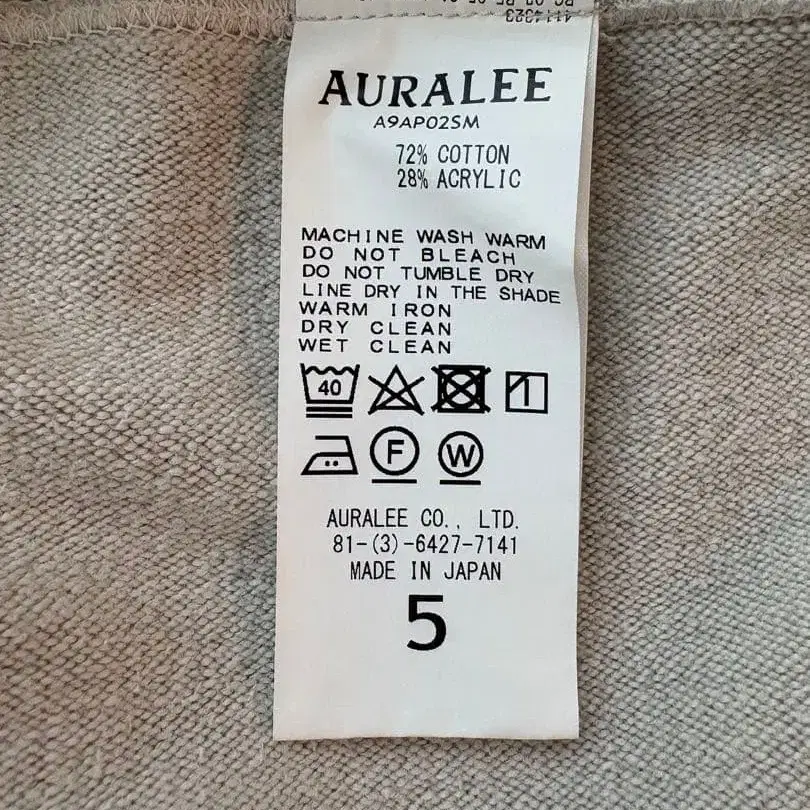 AURALEE
A9AP02SM
72% COTTON
28% ACRYLIC
MACHINE WASH WARM
DO NOT BLEACH
DO NOT TUMBLE DRY
LINE DRY IN THE SHADE
WARM IRON
DRY CLEAN
WET CLEAN
40
F
W
AURALEE CO., LTD.
81-(3)-6427-7141
MADE IN JAPAN
5